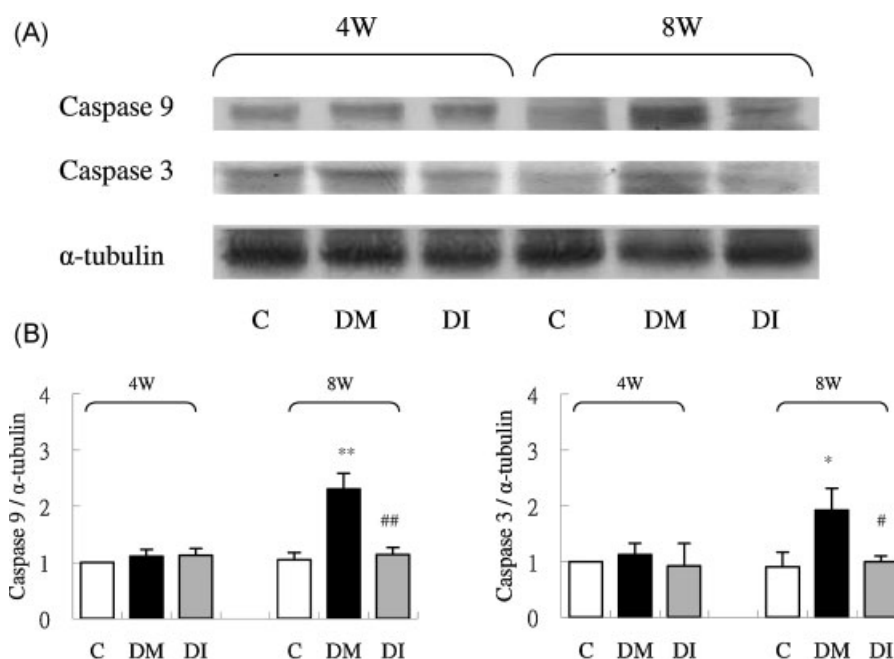 (A)
4W 8W
Caspase 9
Caspase 3
α-tubulin
C DM DI C DM DI
(B)
4W 8W
Caspase 9 / α-tubulin
4
3
2
1
0
**
##
C DM DI C DM DI
4W 8W
Caspase 3 / α-tubulin
4
3
2
1
0
*
#
C DM DI C DM DI